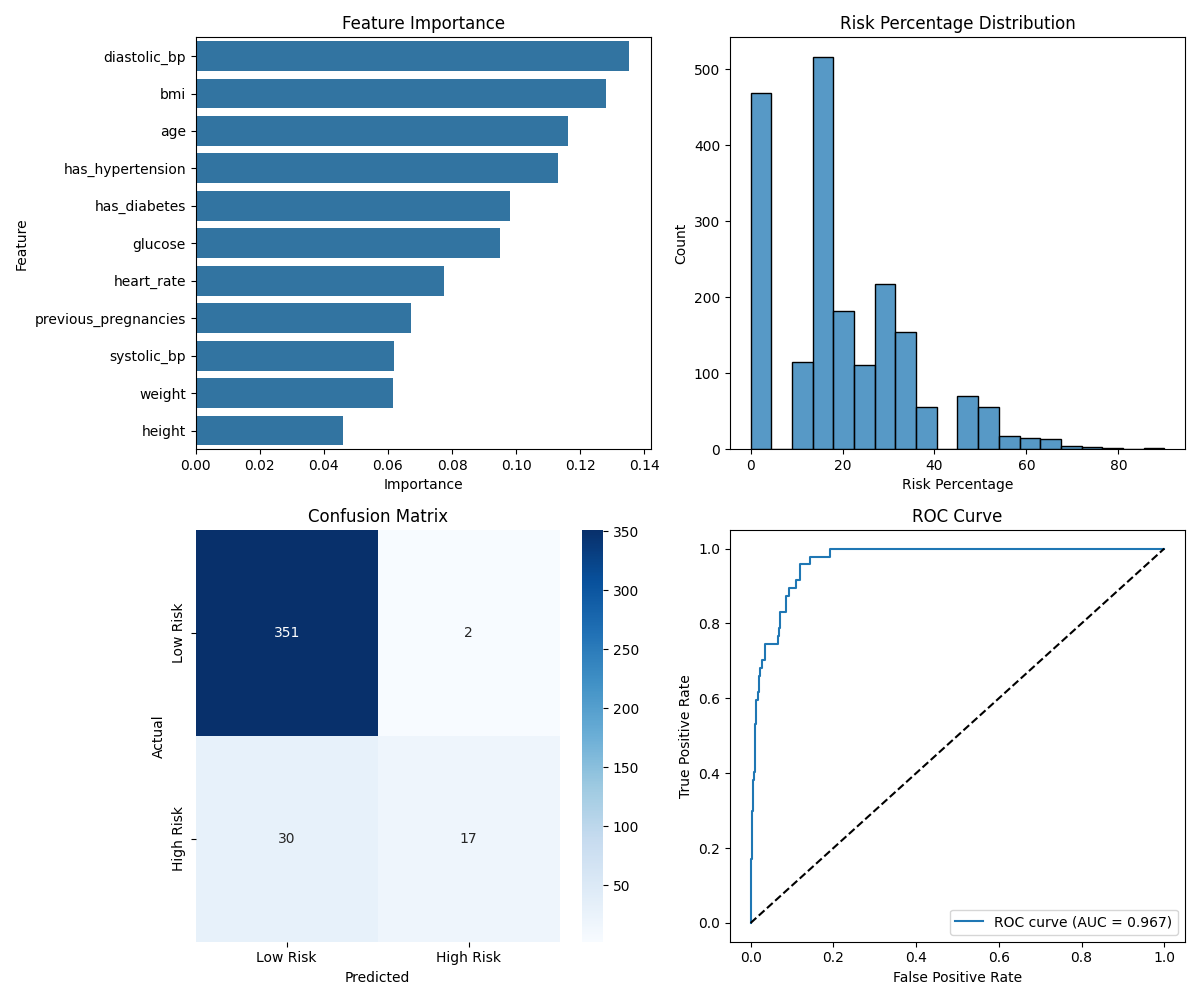 Feature Importance
Feature
diastolic_bp
bmi
age
has_hypertension
has_diabetes
glucose
heart_rate
previous_pregnancies
systolic_bp
weight
height
0.00 0.02 0.04 0.06 0.08 0.10 0.12 0.14
Importance
Risk Percentage Distribution
Count
500
400
300
200
100
0
0 20 40 60 80
Risk Percentage
Confusion Matrix
Actual
Low Risk
High Risk
351 2
30 17
Low Risk High Risk
Predicted
350
300
250
200
150
100
50
ROC Curve
True Positive Rate
1.0
0.8
0.6
0.4
0.2
0.0
ROC curve (AUC = 0.967)
0.0 0.2 0.4 0.6 0.8 1.0
False Positive Rate